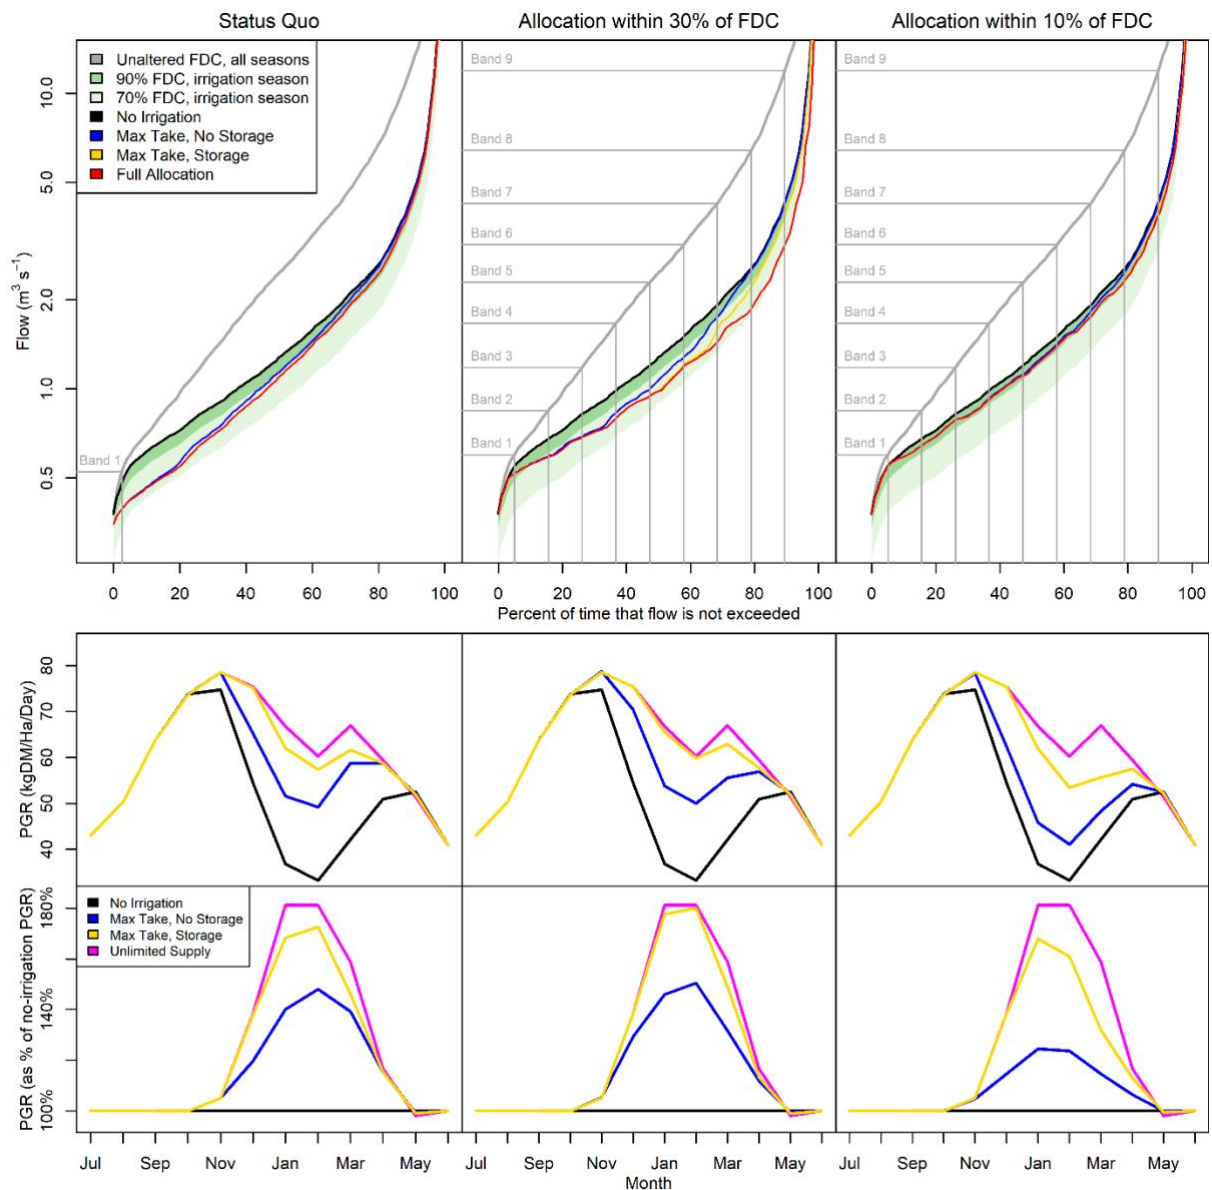 Status Quo
Allocation within 30% of FDC
Allocation within 10% of FDC
Unaltered FDC, all seasons
90% FDC, irrigation season
70% FDC, irrigation season
No Irrigation
Max Take, No Storage
Max Take, Storage
Full Allocation
Band 1
Band 9
Band 8
Band 7
Band 6
Band 5
Band 4
Band 3
Band 2
Band 1
Band 9
Band 8
Band 7
Band 6
Band 5
Band 4
Band 3
Band 2
Band 1
Flow (m³ s⁻¹)
10.0
5.0
2.0
1.0
0.5
0 20 40 60 80 100
0 20 40 60 80 100
0 20 40 60 80 100
Percent of time that flow is not exceeded
PGR (kgDM/Ha/Day)
80
70
60
50
40
No Irrigation
Max Take, No Storage
Max Take, Storage
Unlimited Supply
PGR (as % of no-irrigation PGR)
180%
140%
100%
Jul Sep Nov Jan Mar May
Jul Sep Nov Jan Mar May
Jul Sep Nov Jan Mar May
Month